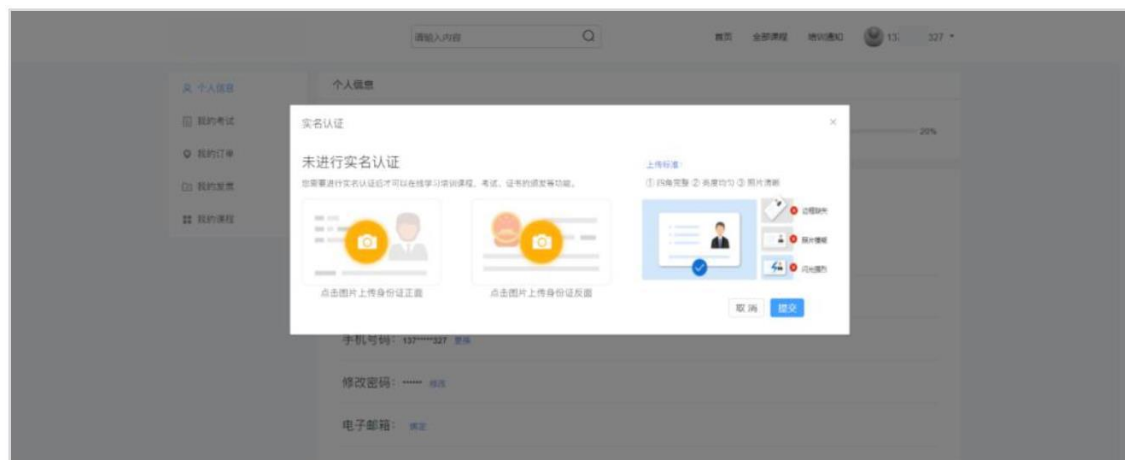 请输入内容
首页 全部课程 培训通知 13 327
个人信息
我的考试
我的订单
我的发票
我的课程
个人信息
20%
实名认证
×
未进行实名认证
您需要进行实名认证后才可以在线学习培训课程、考试、证书的颁发等功能。
点击图片上传身份证正面
点击图片上传身份证反面
上传标准：
① 四角完整 ② 亮度均匀 ③ 照片清晰
边框缺失
照片模糊
闪光强烈
取消 提交
手机号码： 137*****327 更换
修改密码： ****** 修改
电子邮箱： 绑定